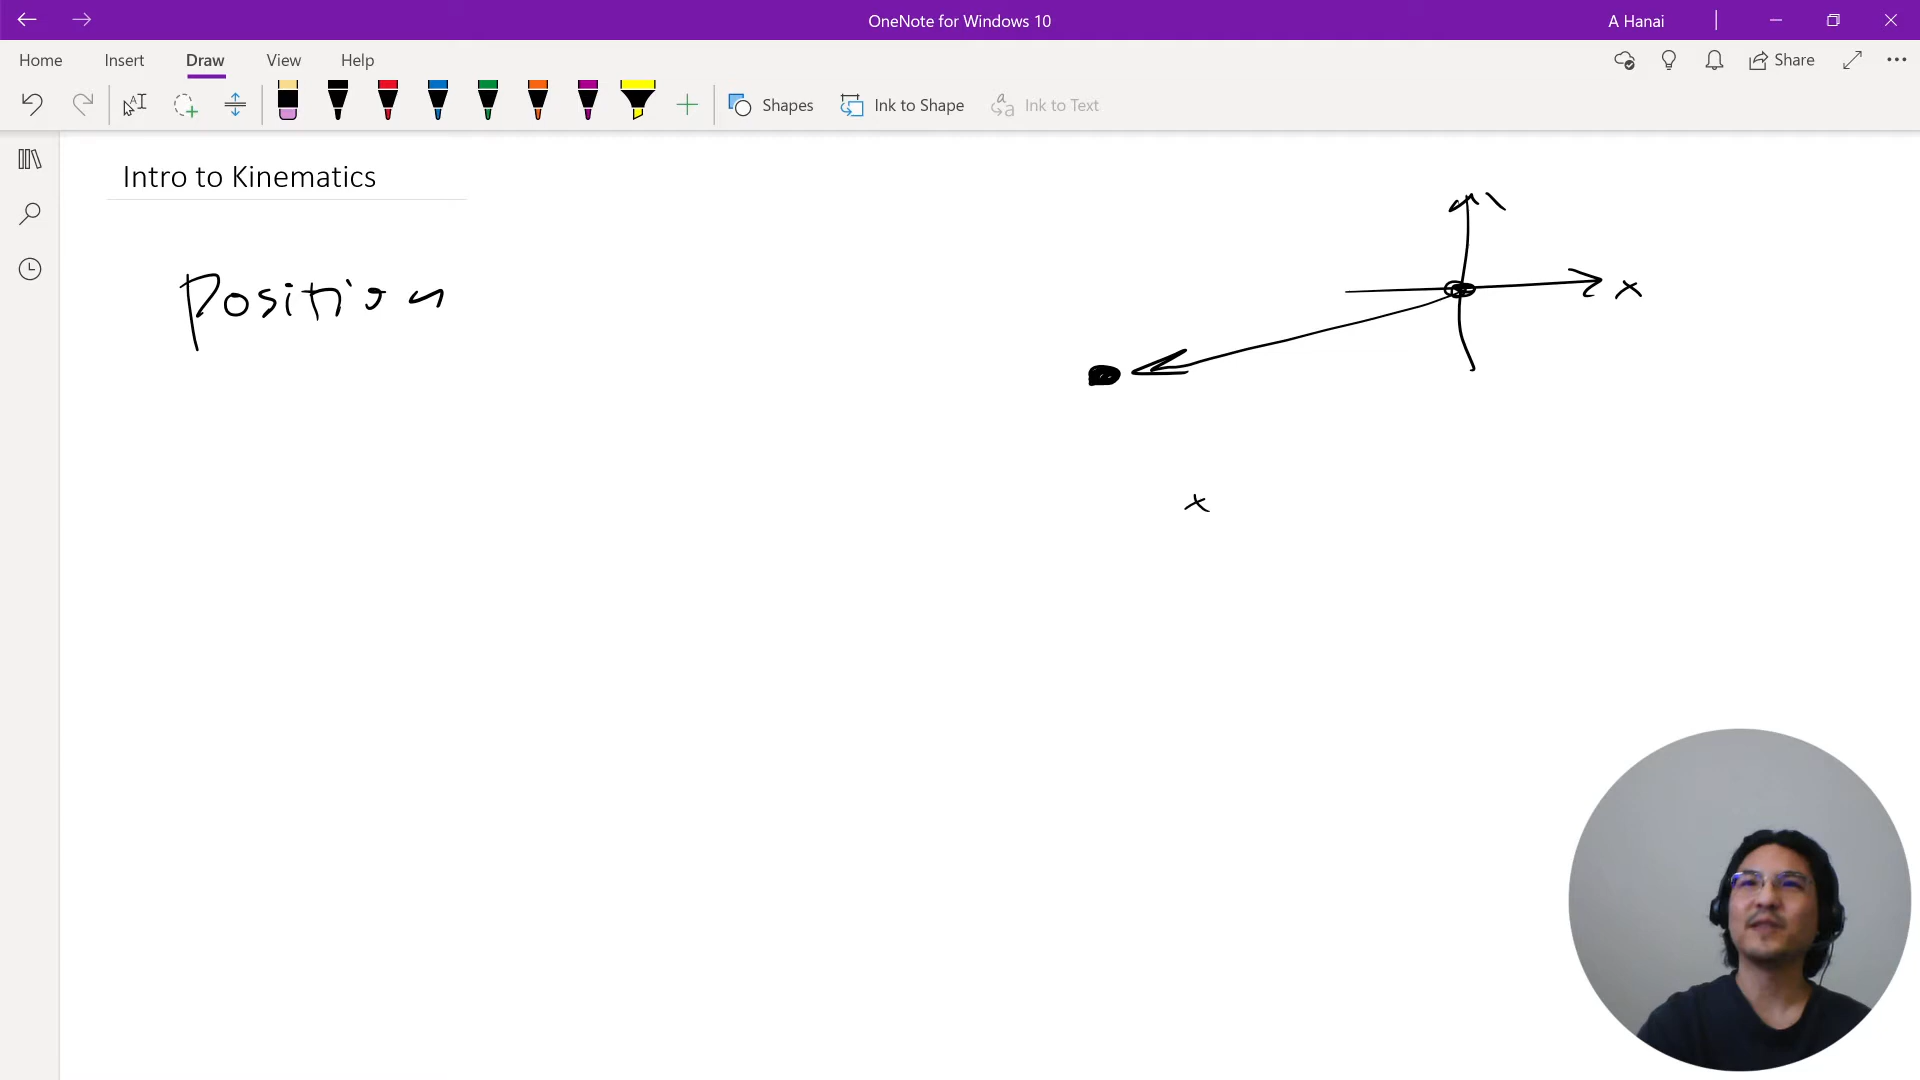 OneNote for Windows 10
A Hanai
Home Insert Draw View Help
Share
Shapes Ink to Shape Ink to Text
Intro to Kinematics
Position
x
x